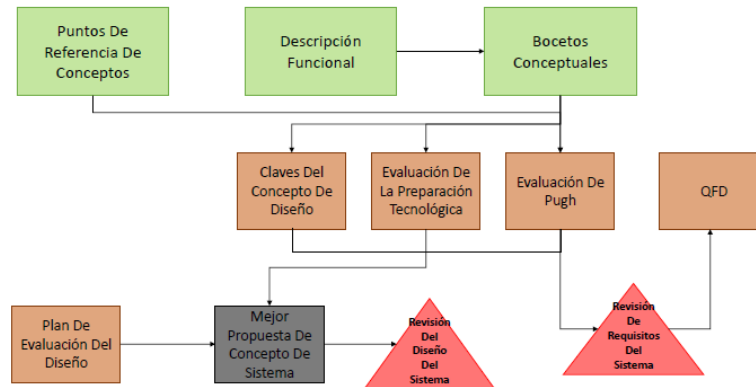 Puntos De
Referencia De
Conceptos
Descripción
Funcional
Bocetos
Conceptuales
Claves Del
Concepto De
Diseño
Evaluación De
La Preparación
Tecnológica
Evaluación De
Pugh
QFD
Plan De
Evaluación Del
Diseño
Mejor
Propuesta De
Concepto De
Sistema
Revisión
Del
Diseño
Del
Sistema
Revisión
De
Requisitos
Del
Sistema